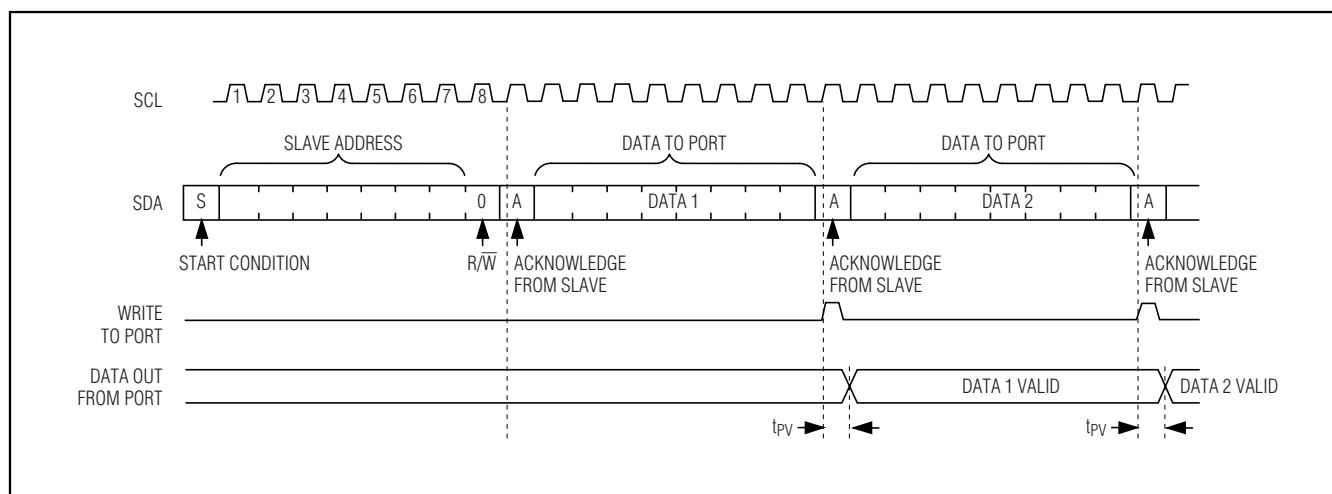 SCL 1 2 3 4 5 6 7 8
SLAVE ADDRESS DATA TO PORT DATA TO PORT
SDA S 0 A DATA 1 A DATA 2 A
START CONDITION R/W̅ ACKNOWLEDGE ACKNOWLEDGE ACKNOWLEDGE
FROM SLAVE FROM SLAVE FROM SLAVE
WRITE
TO PORT
DATA OUT
FROM PORT
DATA 1 VALID DATA 2 VALID
tPV tPV